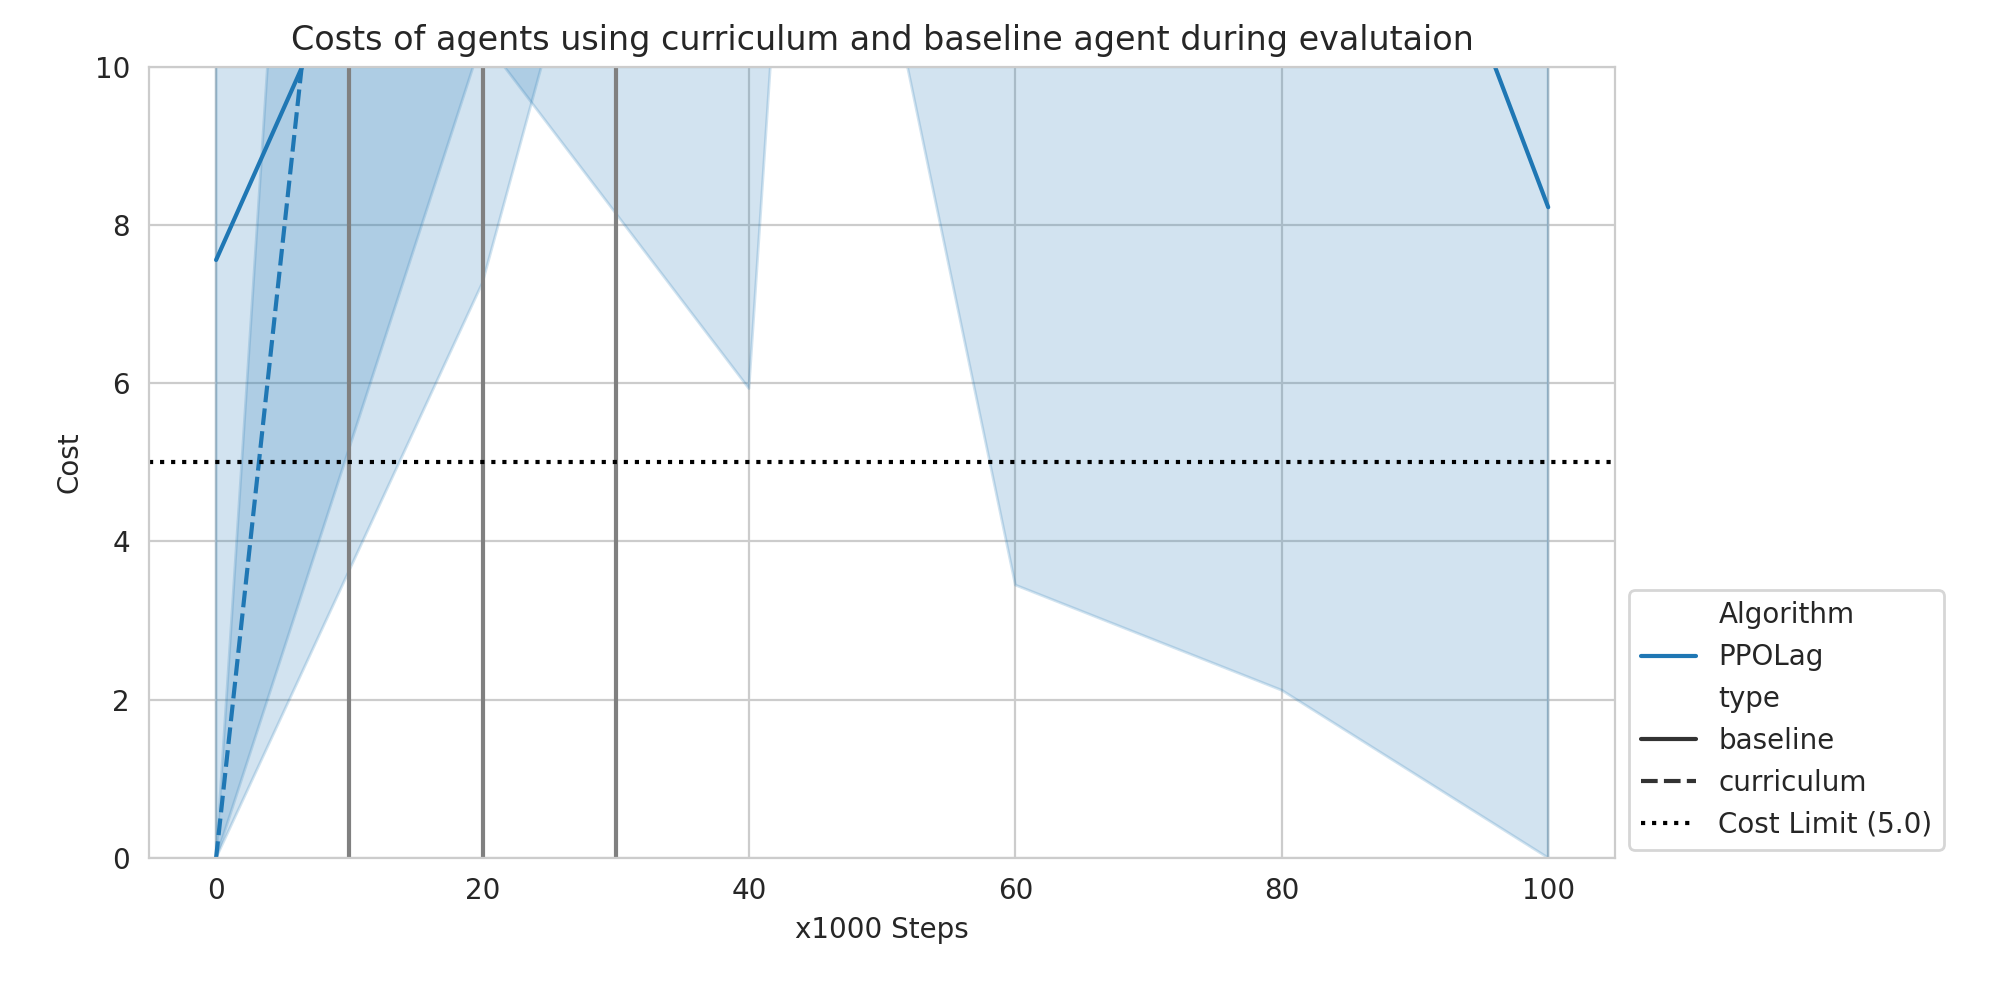 Costs of agents using curriculum and baseline agent during evalutaion
10
8
6
4
2
0
Cost
0 20 40 60 80 100
x1000 Steps
Algorithm
PPOLag
type
baseline
curriculum
Cost Limit (5.0)